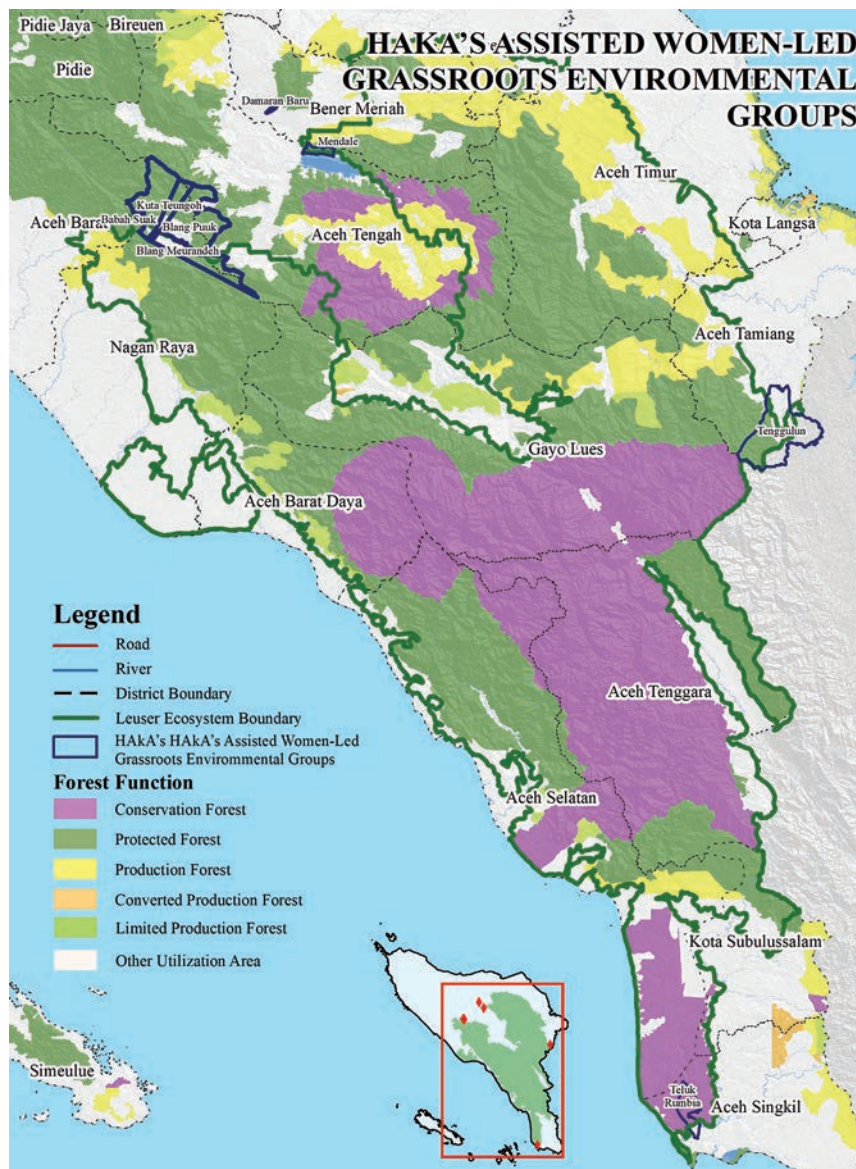 HAKA'S ASSISTED WOMEN-LED
GRASSROOTS ENVIROMMENTAL
GROUPS
Pidie Jaya
Bireuen
Pidie
Damaran Baru
Bener Meriah
Mendale
Aceh Timur
Kuta Teungoh
Aceh Barat
Babah Suak
Blang Puuk
Blang Meurandeh
Aceh Tengah
Kota Langsa
Nagan Raya
Aceh Tamiang
Tenggulun
Gayo Lues
Aceh Barat Daya
Legend
Road
River
District Boundary
Leuser Ecosystem Boundary
HAkA's HAkA's Assisted Women-Led
Grassroots Environmental Groups
Forest Function
Conservation Forest
Protected Forest
Production Forest
Converted Production Forest
Limited Production Forest
Other Utilization Area
Aceh Tenggara
Aceh Selatan
Kota Subulussalam
Simeulue
Teluk
Rumbia
Aceh Singkil